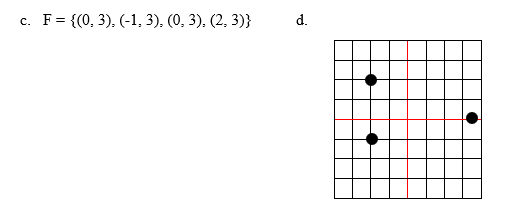 c. F = {(0, 3), (-1, 3), (0, 3), (2, 3)} d.